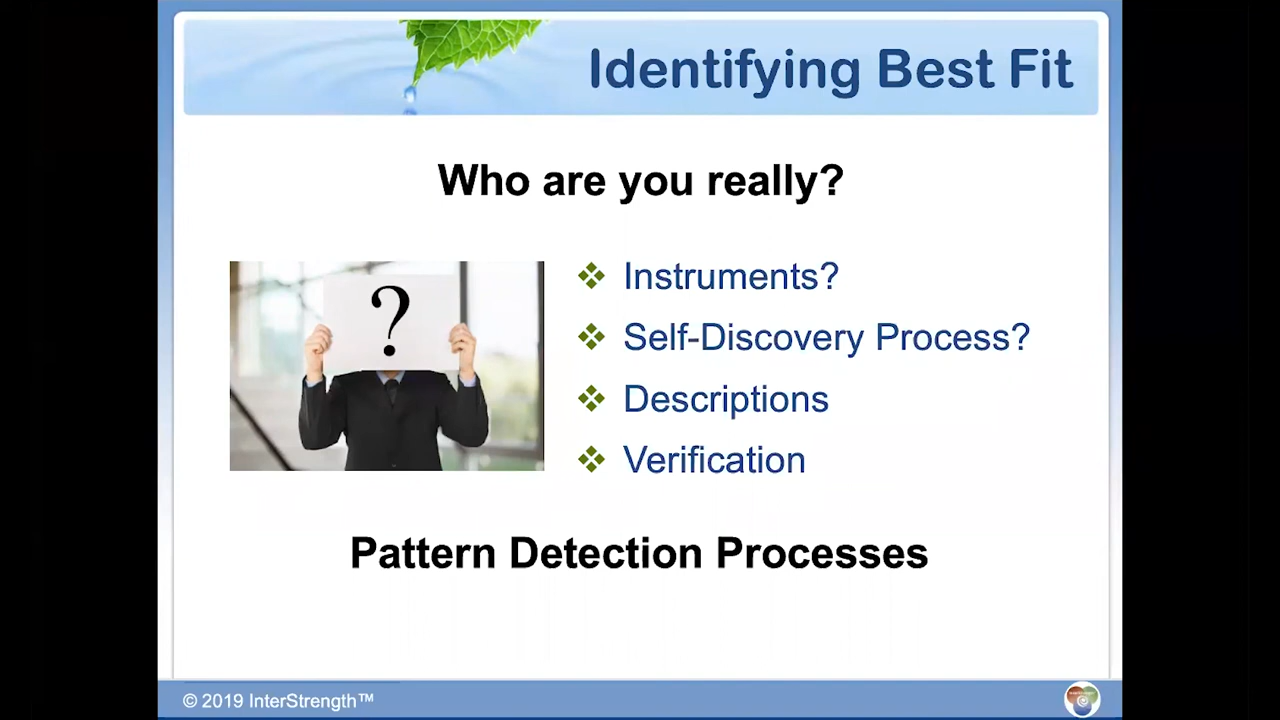 Identifying Best Fit
Who are you really?
?
Instruments?
Self-Discovery Process?
Descriptions
Verification
Pattern Detection Processes
© 2019 InterStrength™